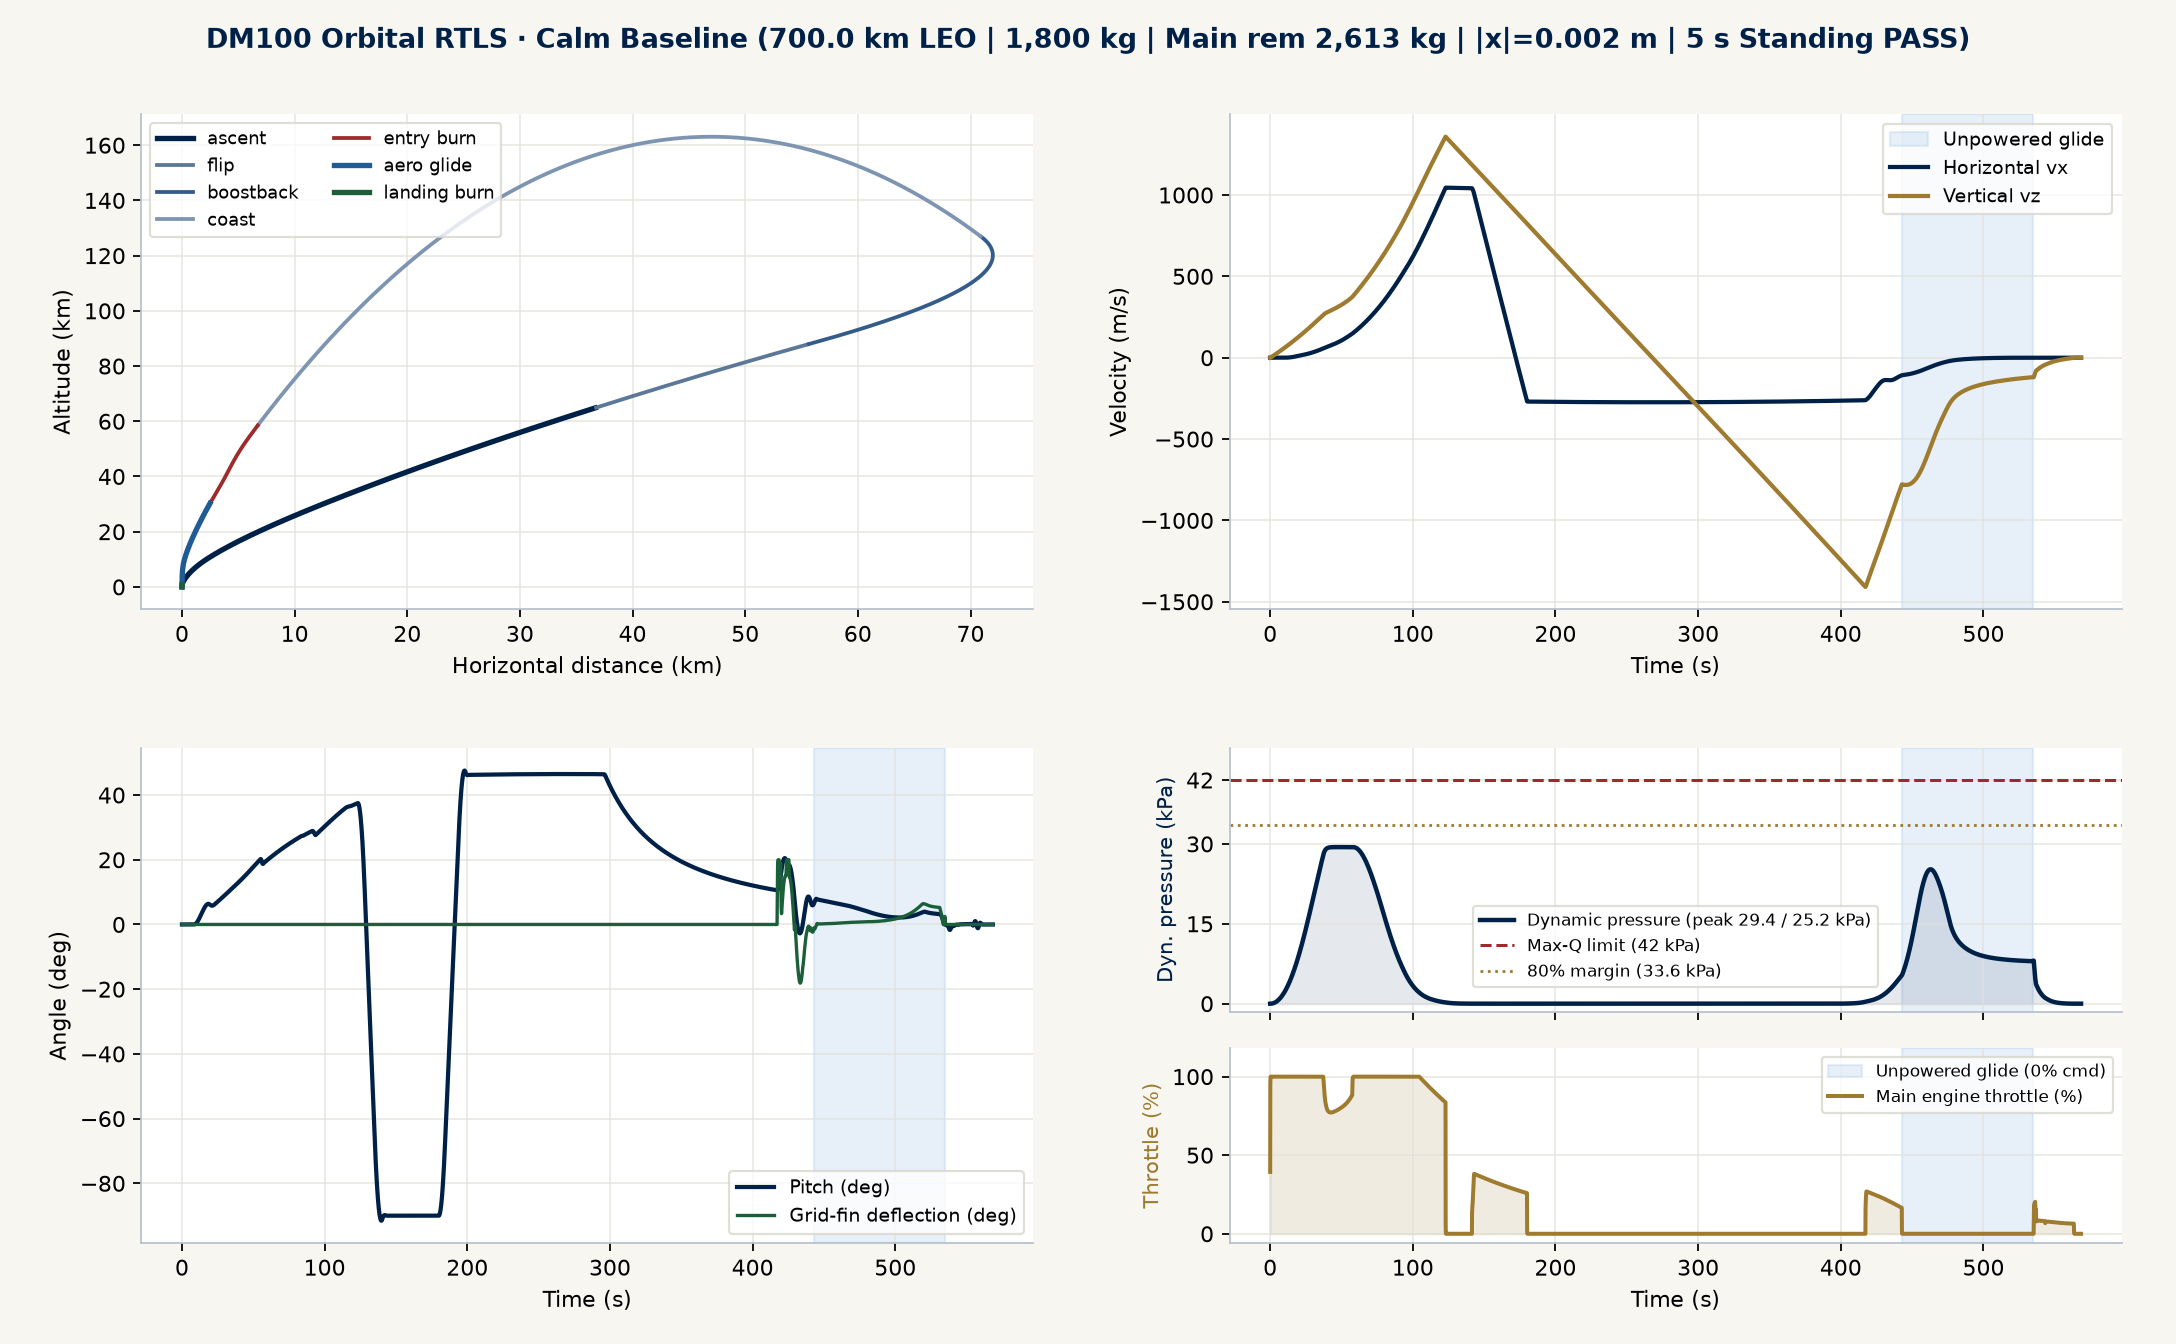 DM100 Orbital RTLS · Calm Baseline (700.0 km LEO | 1,800 kg | Main rem 2,613 kg | |x|=0.002 m | 5 s Standing PASS)
ascent
flip
boostback
coast
entry burn
aero glide
landing burn
Altitude (km)
160
140
120
100
80
60
40
20
0
0 10 20 30 40 50 60 70
Horizontal distance (km)
Unpowered glide
Horizontal vx
Vertical vz
Velocity (m/s)
1000
500
0
−500
−1000
−1500
0 100 200 300 400 500
Time (s)
Angle (deg)
40
20
0
−20
−40
−60
−80
Pitch (deg)
Grid-fin deflection (deg)
0 100 200 300 400 500
Time (s)
Dyn. pressure (kPa)
42
30
15
0
Dynamic pressure (peak 29.4 / 25.2 kPa)
Max-Q limit (42 kPa)
80% margin (33.6 kPa)
Throttle (%)
100
50
0
Unpowered glide (0% cmd)
Main engine throttle (%)
0 100 200 300 400 500
Time (s)